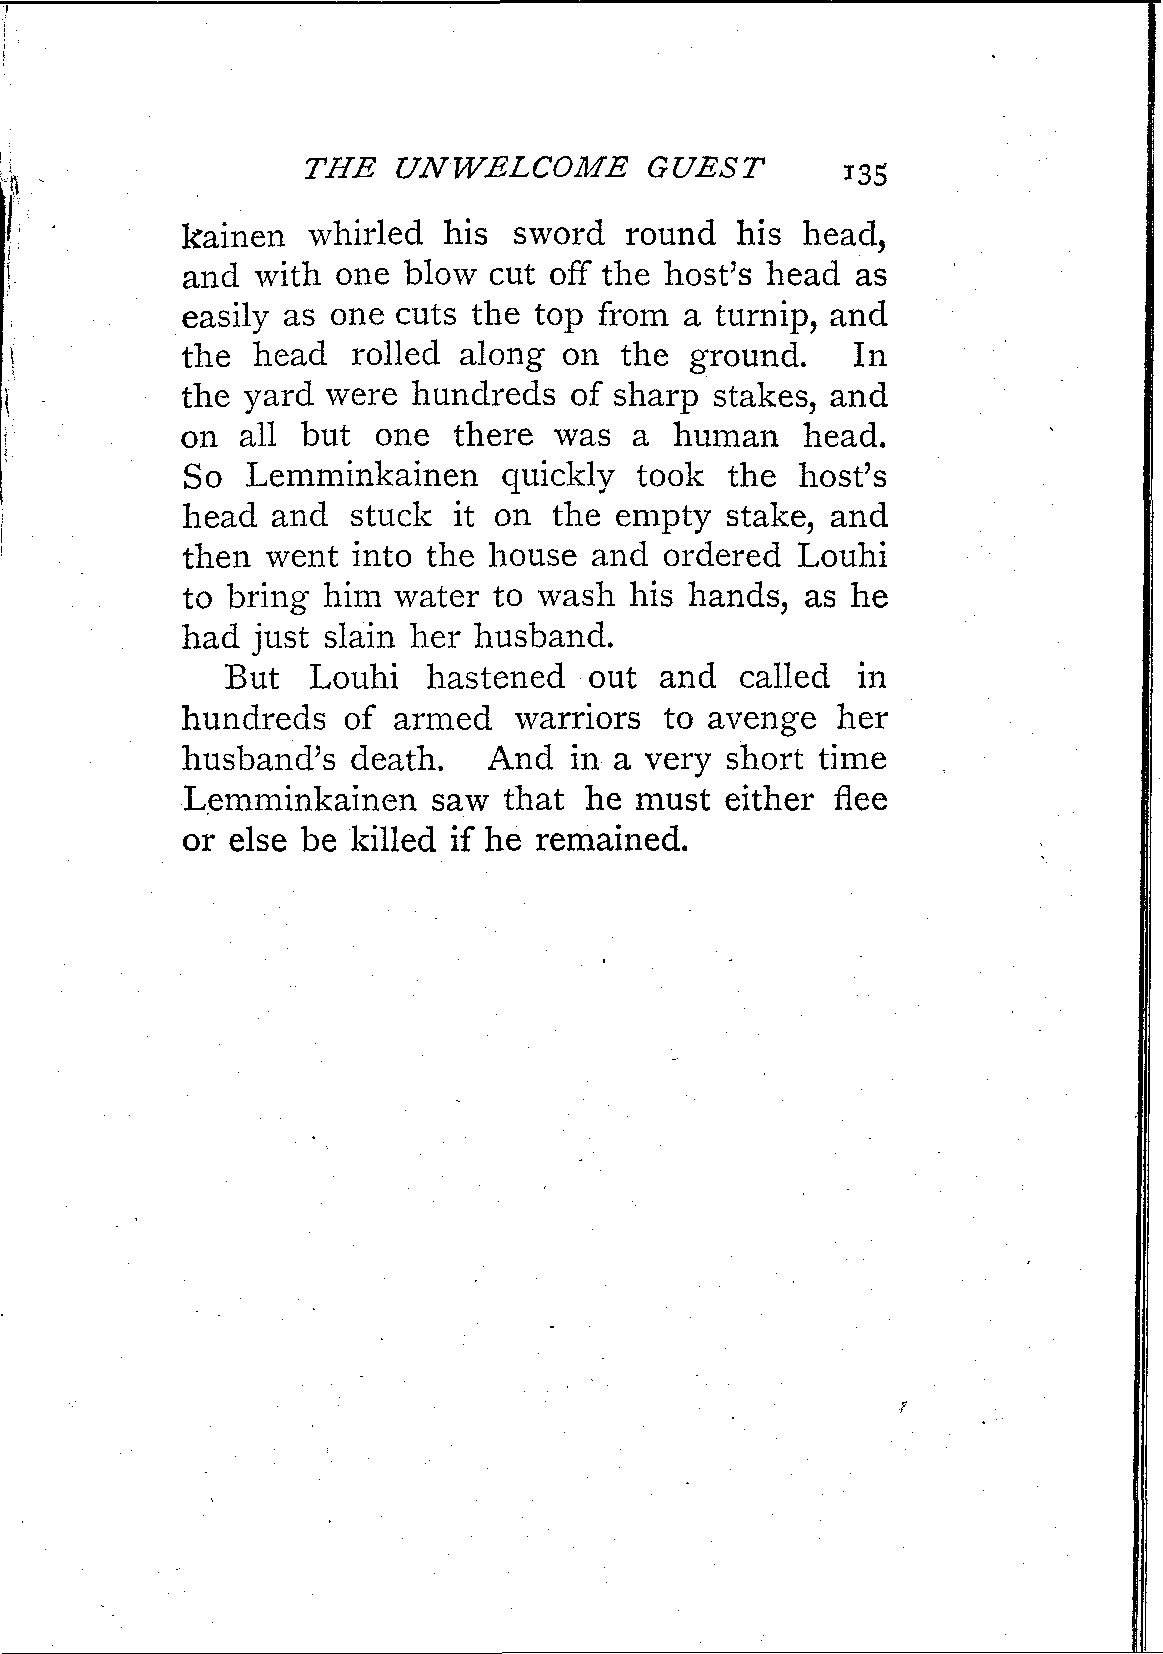 THE UNWELCOME GUEST 135
kainen whirled his sword round his head,
and with one blow cut off the host's head as
easily as one cuts the top from a turnip, and
the head rolled along on the ground. In
the yard were hundreds of sharp stakes, and
on all but one there was a human head.
So Lemminkainen quickly took the host's
head and stuck it on the empty stake, and
then went into the house and ordered Louhi
to bring him water to wash his hands, as he
had just slain her husband.
But Louhi hastened out and called in
hundreds of armed warriors to avenge her
husband's death. And in a very short time
Lemminkainen saw that he must either flee
or else be killed if he remained.